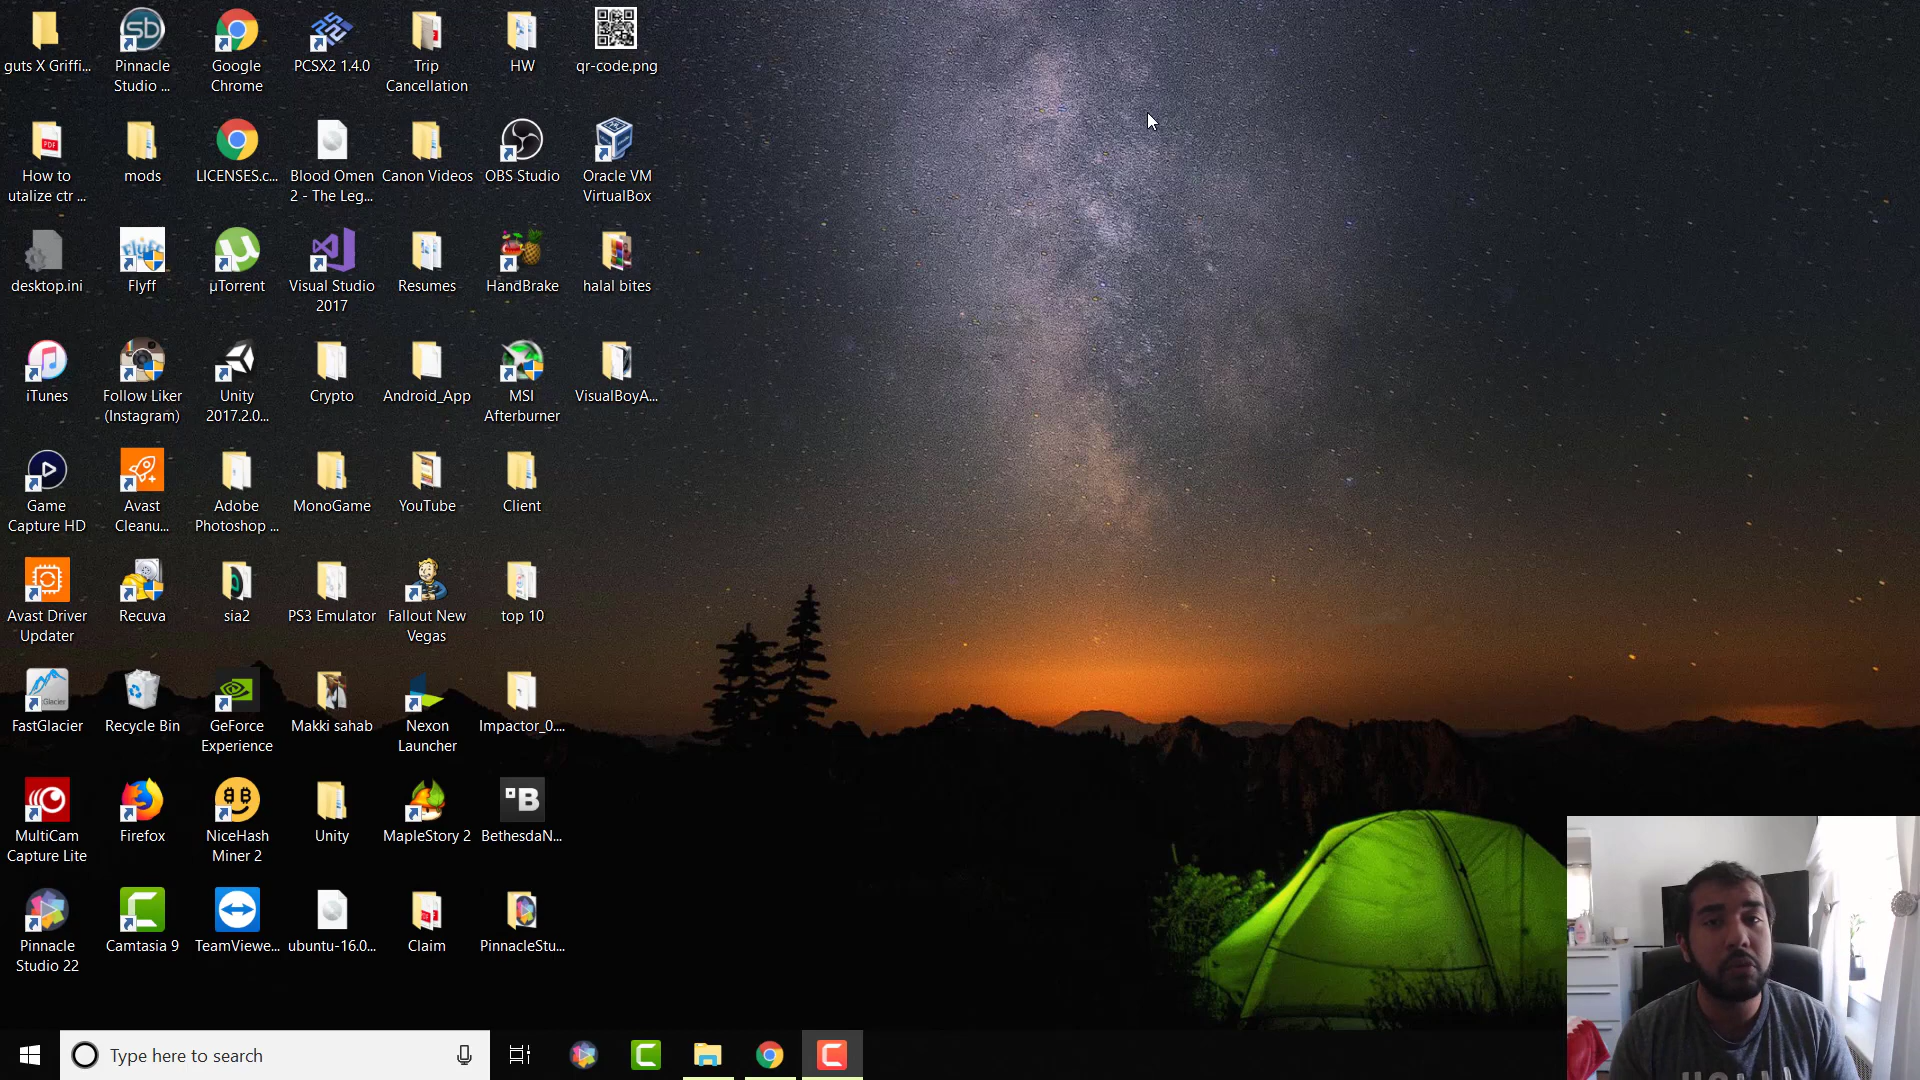 guts X Griffi...
Pinnacle
Studio ...
Google
Chrome
PCSX2 1.4.0
Trip
Cancellation
HW
qr-code.png
How to
utalize ctr ...
mods
LICENSES.c...
Blood Omen
2 - The Leg...
Canon Videos
OBS Studio
Oracle VM
VirtualBox
desktop.ini
Flyff
µTorrent
Visual Studio
2017
Resumes
HandBrake
halal bites
iTunes
Follow Liker
(Instagram)
Unity
2017.2.0...
Crypto
Android_App
MSI
Afterburner
VisualBoyA...
Game
Capture HD
Avast
Cleanu...
Adobe
Photoshop ...
MonoGame
YouTube
Client
Avast Driver
Updater
Recuva
sia2
PS3 Emulator
Fallout New
Vegas
top 10
FastGlacier
Recycle Bin
GeForce
Experience
Makki sahab
Nexon
Launcher
Impactor_0....
MultiCam
Capture Lite
Firefox
NiceHash
Miner 2
Unity
MapleStory 2
BethesdaN...
Pinnacle
Studio 22
Camtasia 9
TeamViewe...
ubuntu-16.0...
Claim
PinnacleStu...
Type here to search